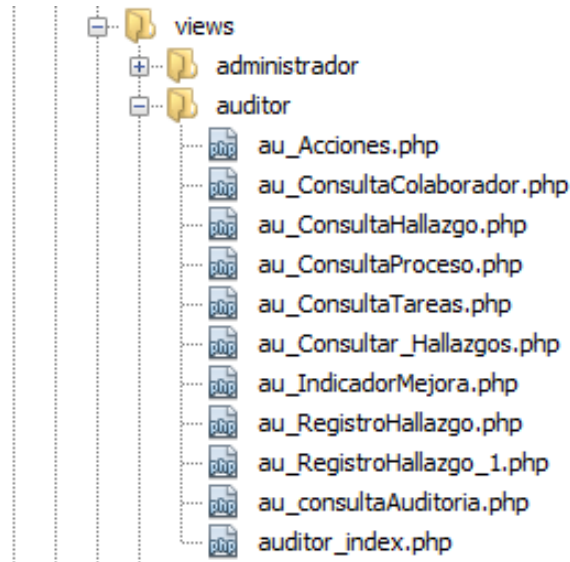 views
administrador
auditor
au_Acciones.php
au_ConsultaColaborador.php
au_ConsultaHallazgo.php
au_ConsultaProceso.php
au_ConsultaTareas.php
au_Consultar_Hallazgos.php
au_IndicadorMejora.php
au_RegistroHallazgo.php
au_RegistroHallazgo_1.php
au_consultaAuditoria.php
auditor_index.php